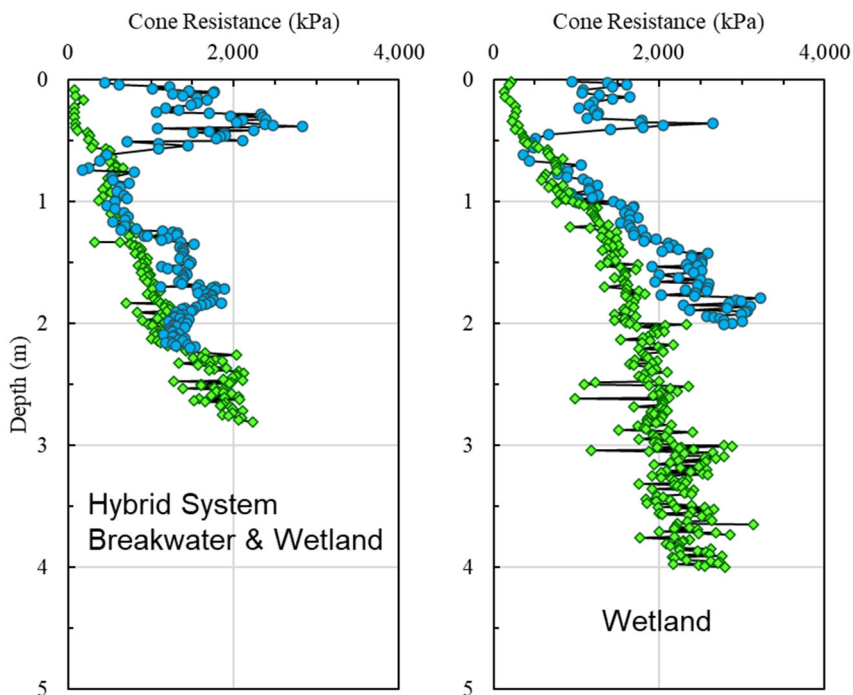 Cone Resistance (kPa)
0 2,000 4,000
0
1
2
3
4
5
Depth (m)
Hybrid System
Breakwater & Wetland
Cone Resistance (kPa)
0 2,000 4,000
0
1
2
3
4
5
Wetland